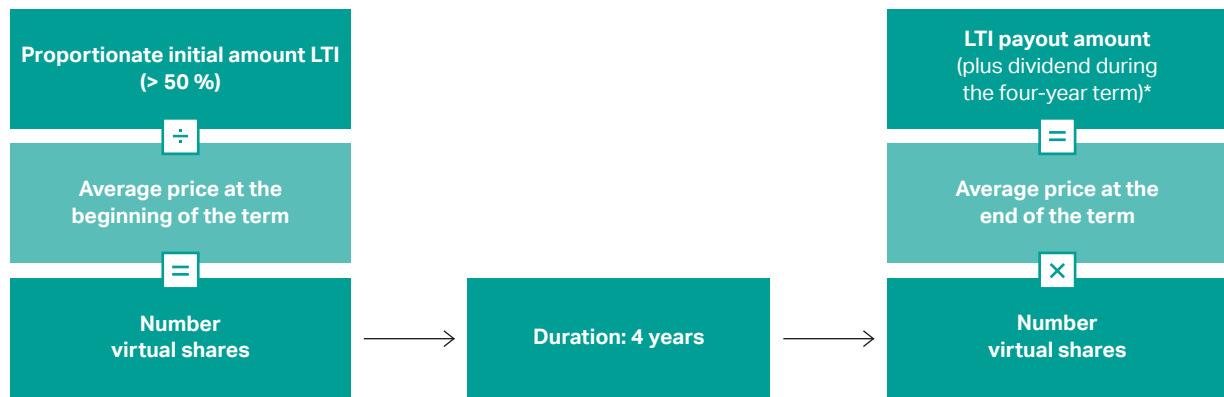 Proportionate initial amount LTI
(> 50 %)
÷
Average price at the
beginning of the term
=
Number
virtual shares
Duration: 4 years
LTI payout amount
(plus dividend during
the four-year term)*
=
Average price at the
end of the term
×
Number
virtual shares